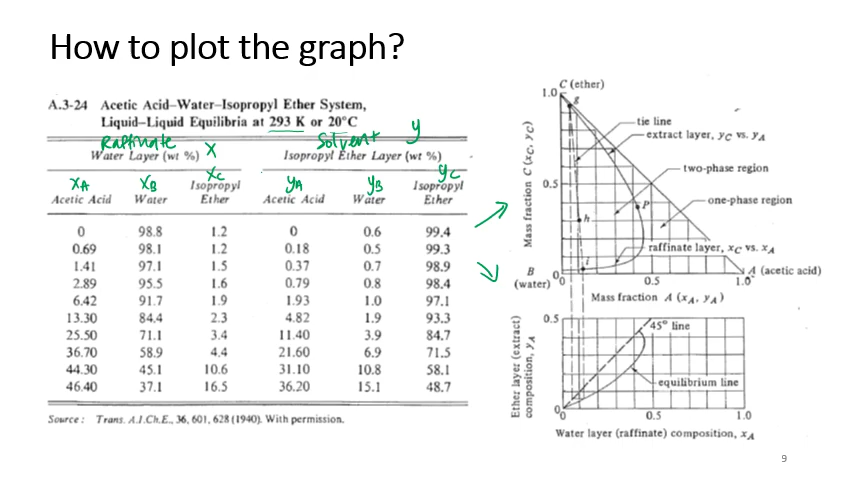 How to plot the graph?
A.3-24 Acetic Acid–Water–Isopropyl Ether System,
Liquid–Liquid Equilibria at 293 K or 20°C
Raffinate
Solvent y
Water Layer (wt %) x
Isopropyl Ether Layer (wt %)
xA xB xC yA yB yC
Isopropyl Isopropyl
Acetic Acid Water Ether Acetic Acid Water Ether
0 98.8 1.2 0 0.6 99.4
0.69 98.1 1.2 0.18 0.5 99.3
1.41 97.1 1.5 0.37 0.7 98.9
2.89 95.5 1.6 0.79 0.8 98.4
6.42 91.7 1.9 1.93 1.0 97.1
13.30 84.4 2.3 4.82 1.9 93.3
25.50 71.1 3.4 11.40 3.9 84.7
36.70 58.9 4.4 21.60 6.9 71.5
44.30 45.1 10.6 31.10 10.8 58.1
46.40 37.1 16.5 36.20 15.1 48.7
Source: Trans. A.I.Ch.E., 36, 601, 628 (1940). With permission.
C (ether)
1.0
g
tie line
extract layer, yC vs. yA
two-phase region
0.5
one-phase region
P
h
raffinate layer, xC vs. xA
i
Mass fraction C (xC, yC)
B
(water)
0
0
0.5
1.0
A (acetic acid)
Mass fraction A (xA, yA)
0.5
45° line
equilibrium line
Ether layer (extract)
composition, yA
0
0
0.5
1.0
Water layer (raffinate) composition, xA
9